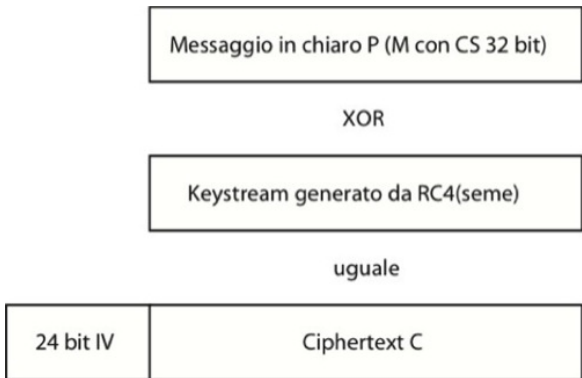 Messaggio in chiaro P (M con CS 32 bit)
XOR
Keystream generato da RC4(seme)
uguale
24 bit IV
Ciphertext C